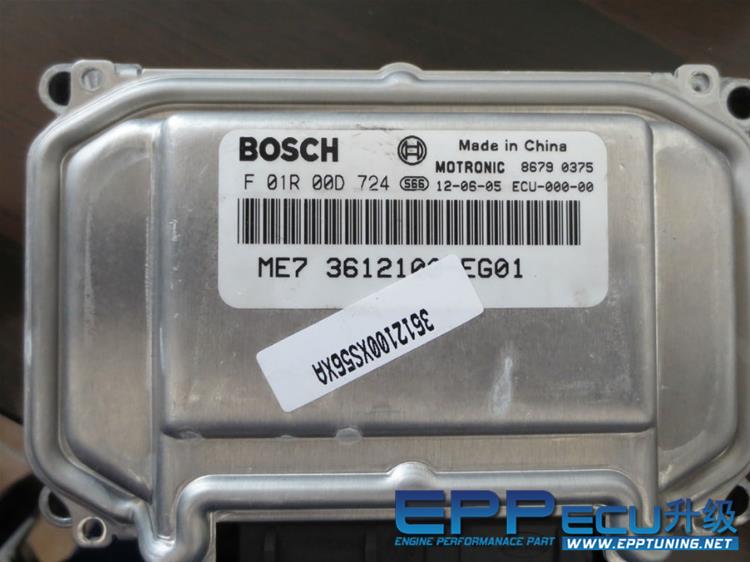 BOSCH
Made in China
MOTRONIC 8679 0375
F 01R 00D 724 S66 12-06-05 ECU-000-00
ME7 361210 EG01
3612100XS56XA
EPPECU升级
ENGINE PERFORMANACE PART
WWW.EPPTUNING.NET